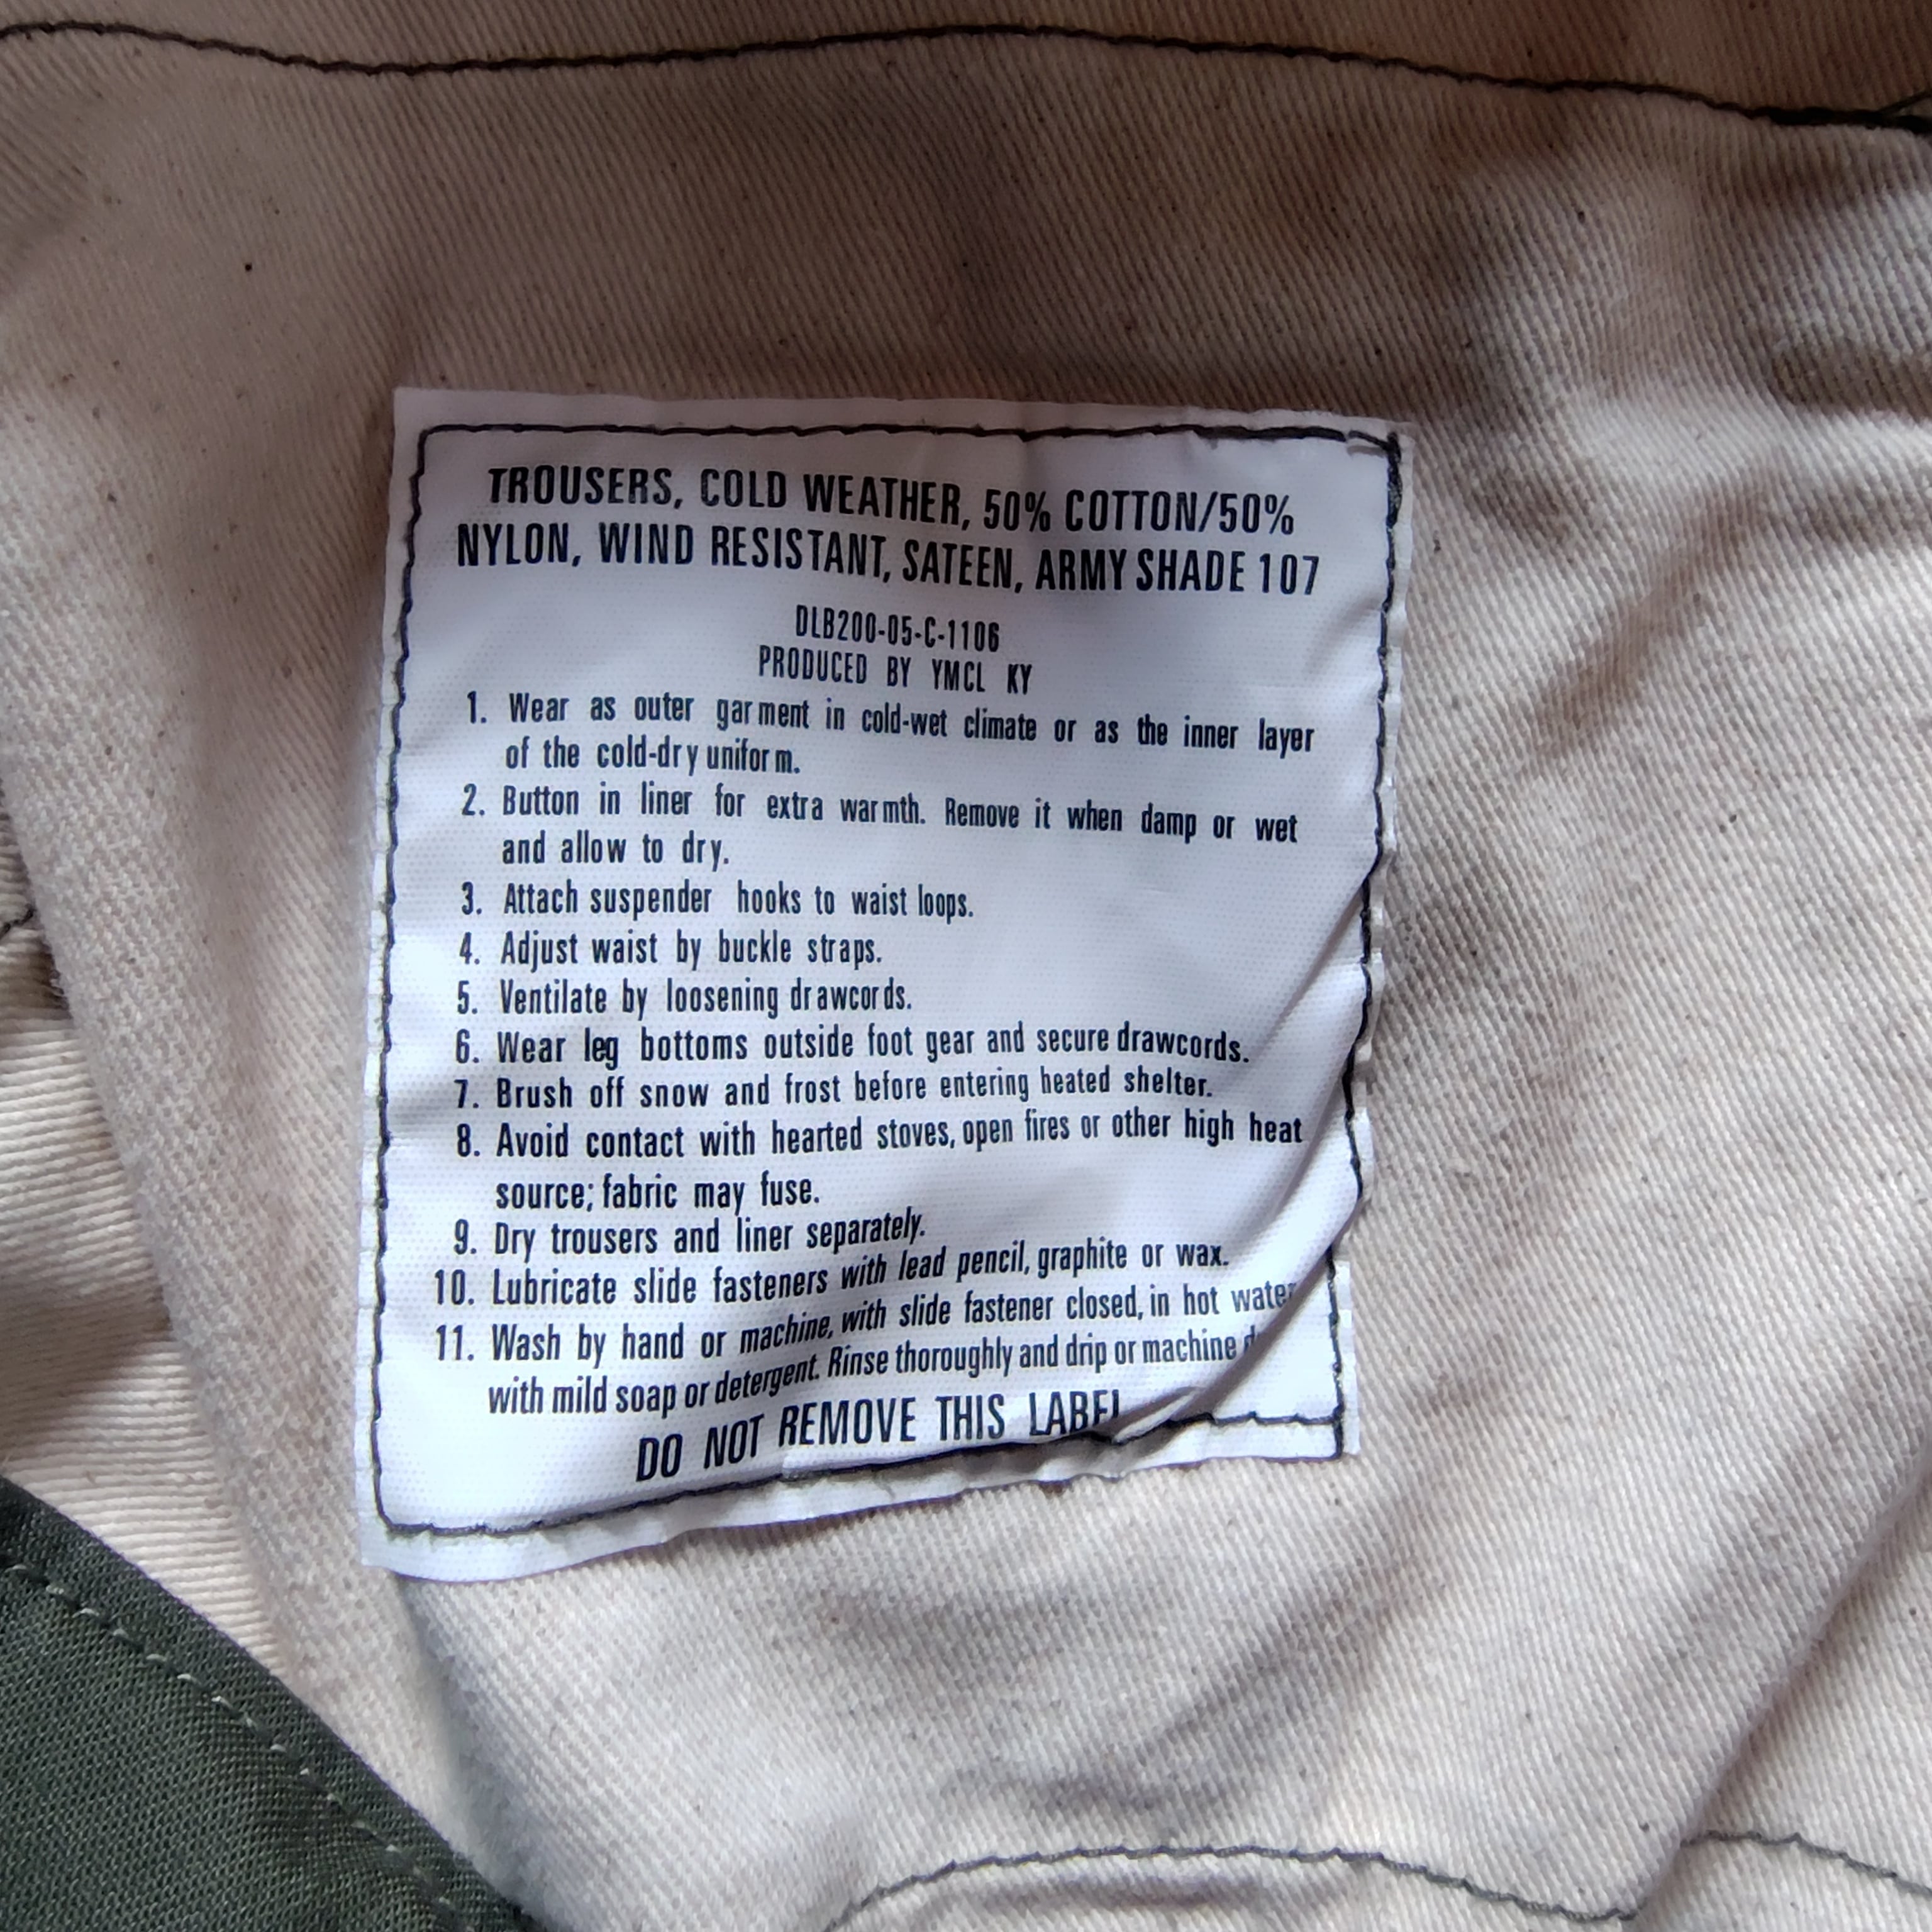 TROUSERS, COLD WEATHER, 50% COTTON/50%
NYLON, WIND RESISTANT, SATEEN, ARMY SHADE 107
DLB200-05-C-1106
PRODUCED BY YMCL KY
1. Wear as outer garment in cold-wet climate or as the inner layer
of the cold-dry uniform.
2. Button in liner for extra warmth. Remove it when damp or wet
and allow to dry.
3. Attach suspender hooks to waist loops.
4. Adjust waist by buckle straps.
5. Ventilate by loosening drawcords.
6. Wear leg bottoms outside foot gear and secure drawcords.
7. Brush off snow and frost before entering heated shelter.
8. Avoid contact with hearted stoves, open fires or other high heat
source; fabric may fuse.
9. Dry trousers and liner separately.
10. Lubricate slide fasteners with lead pencil, graphite or wax.
11. Wash by hand or machine, with slide fastener closed, in hot water
with mild soap or detergent. Rinse thoroughly and drip or machine
DO NOT REMOVE THIS LABEL